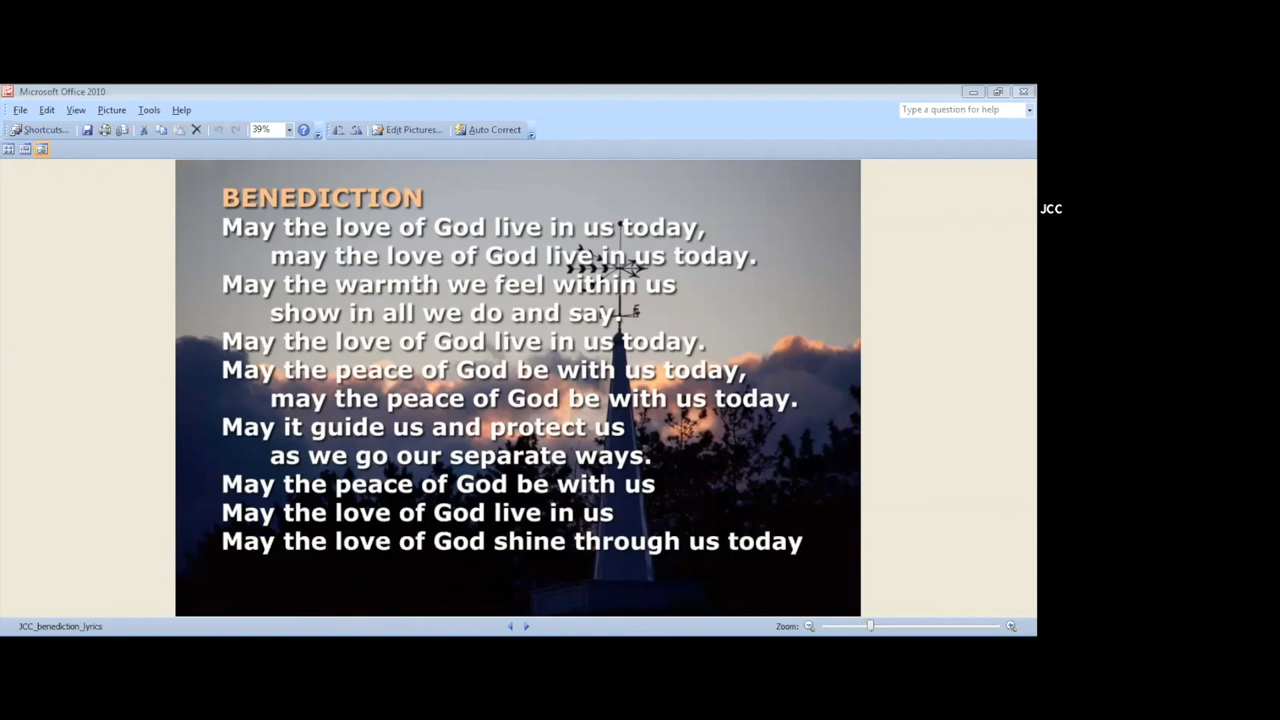 Microsoft Office 2010
File Edit View Picture Tools Help
Type a question for help
Shortcuts...
39%
Edit Pictures...
Auto Correct
BENEDICTION
May the love of God live in us today,
may the love of God live in us today.
May the warmth we feel within us
show in all we do and say.
May the love of God live in us today.
May the peace of God be with us today,
may the peace of God be with us today.
May it guide us and protect us
as we go our separate ways.
May the peace of God be with us
May the love of God live in us
May the love of God shine through us today
JCC
JCC_benediction_lyrics
Zoom: